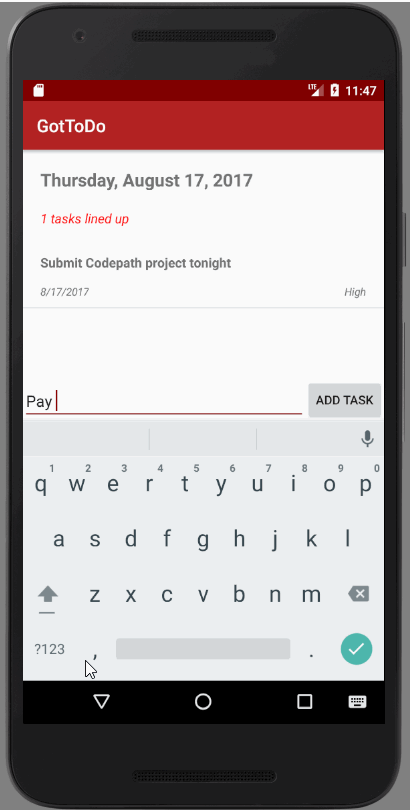 LTE 11:47
GotToDo
Thursday, August 17, 2017
1 tasks lined up
Submit Codepath project tonight
8/17/2017 High
Pay
ADD TASK
1 2 3 4 5 6 7 8 9 0
q w e r t y u i o p
a s d f g h j k l
z x c v b n m
?123 , .